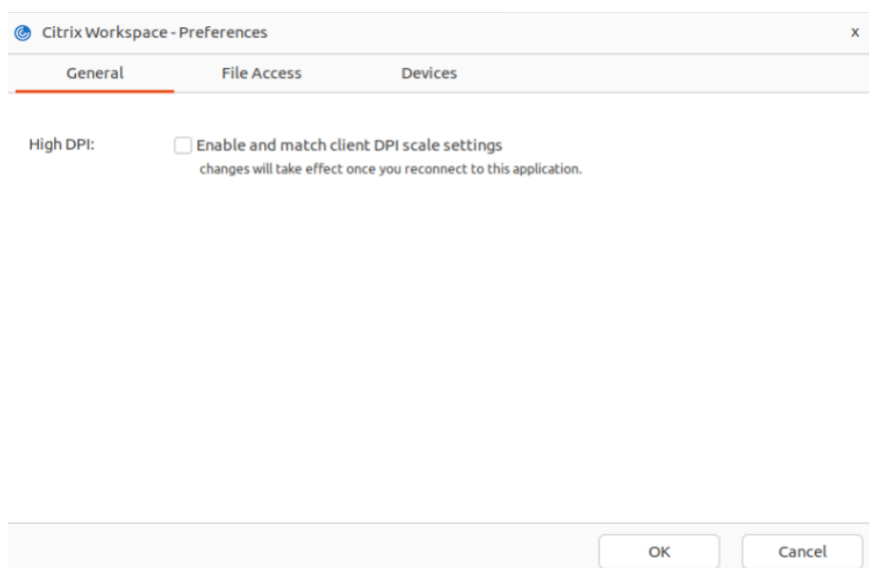 Citrix Workspace - Preferences x
General File Access Devices
High DPI: Enable and match client DPI scale settings
changes will take effect once you reconnect to this application.
OK Cancel